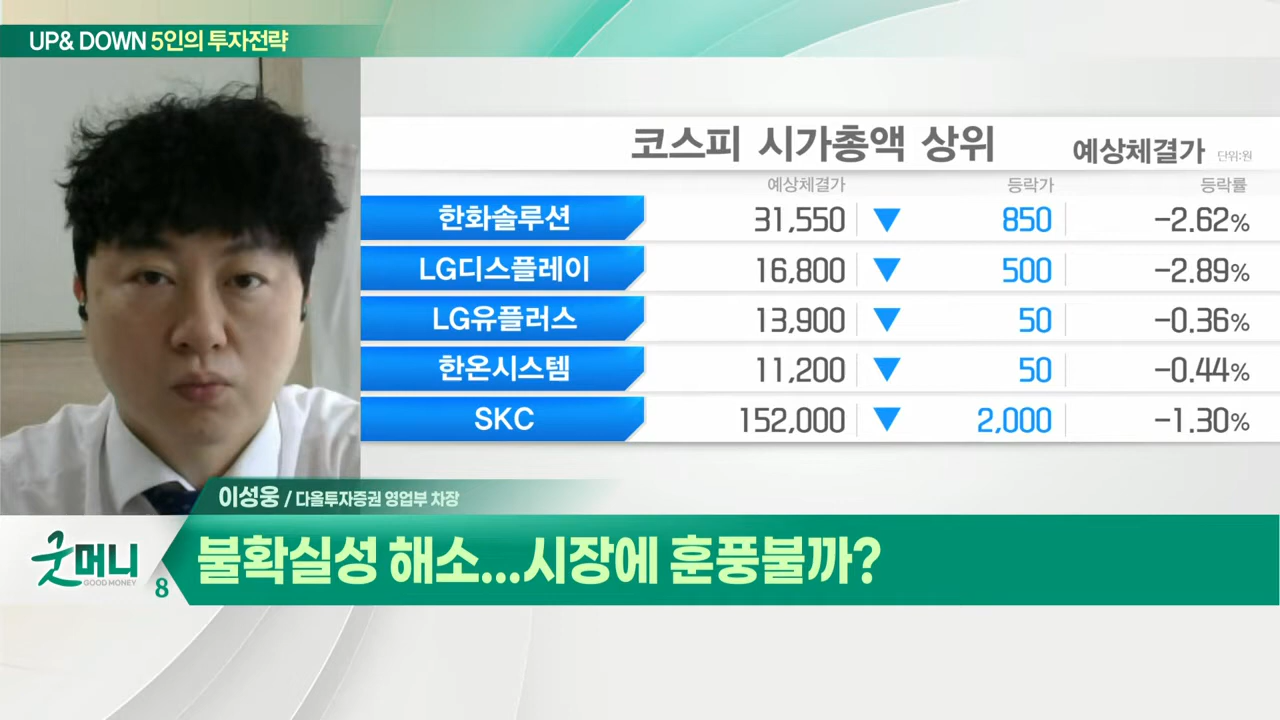 UP& DOWN 5인의 투자전략
코스피 시가총액 상위 예상체결가 단위:원
예상체결가 등락가 등락률
한화솔루션 31,550 ▼ 850 -2.62%
LG디스플레이 16,800 ▼ 500 -2.89%
LG유플러스 13,900 ▼ 50 -0.36%
한온시스템 11,200 ▼ 50 -0.44%
SKC 152,000 ▼ 2,000 -1.30%
이성웅 / 다올투자증권 영업부 차장
굿머니
GOOD MONEY
8
불확실성 해소...시장에 훈풍불까?